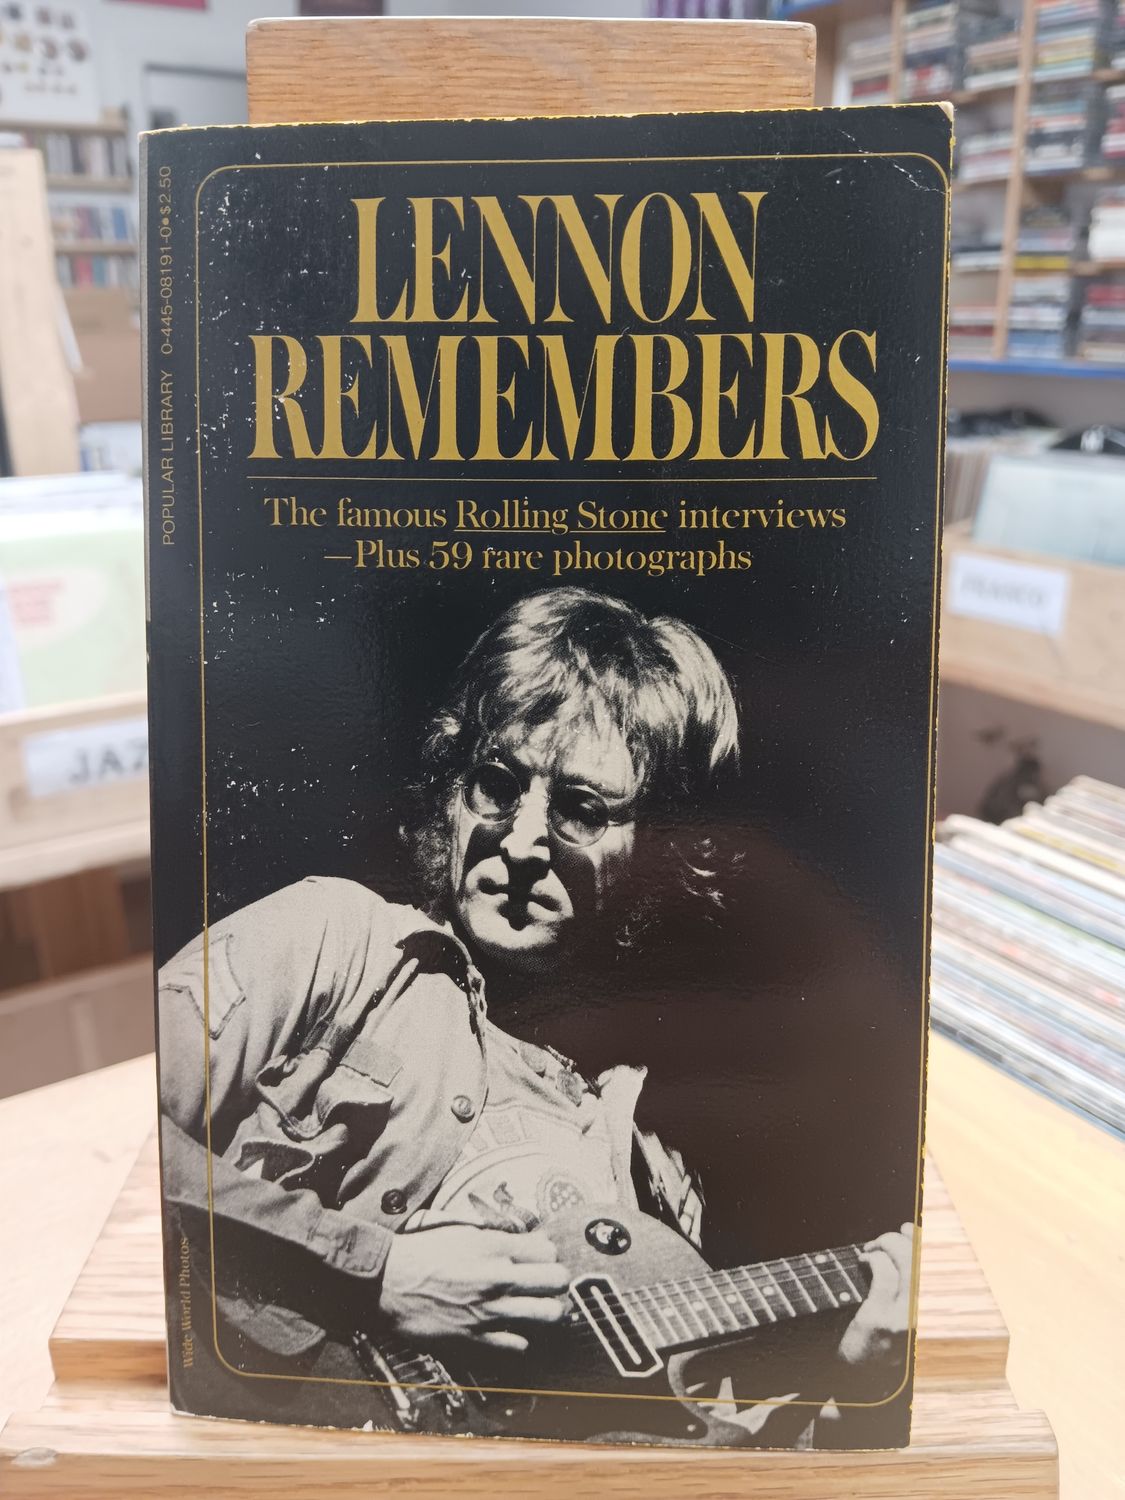 LENNON
REMEMBERS
The famous Rolling Stone interviews
—Plus 59 rare photographs
POPULAR LIBRARY 0-445-08191-0•$2.50
Wide World Photos
JAZ